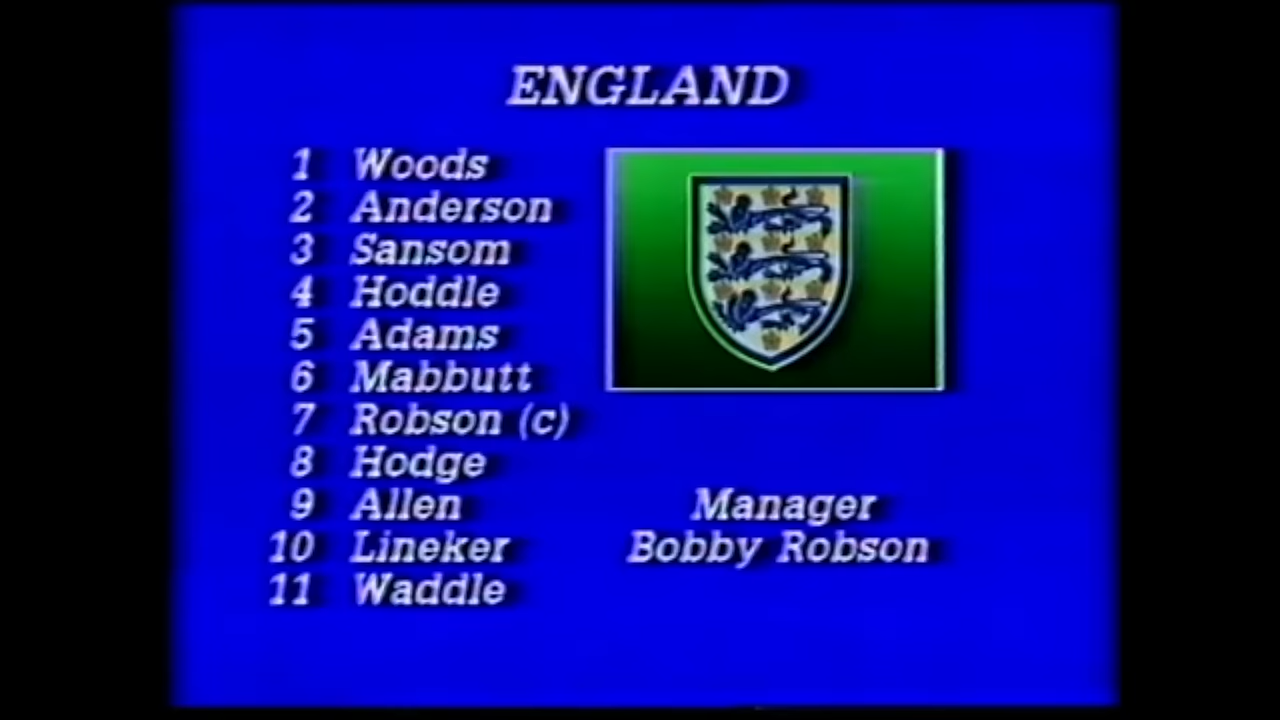 ENGLAND
1 Woods
2 Anderson
3 Sansom
4 Hoddle
5 Adams
6 Mabbutt
7 Robson (c)
8 Hodge
9 Allen
10 Lineker
11 Waddle
Manager
Bobby Robson